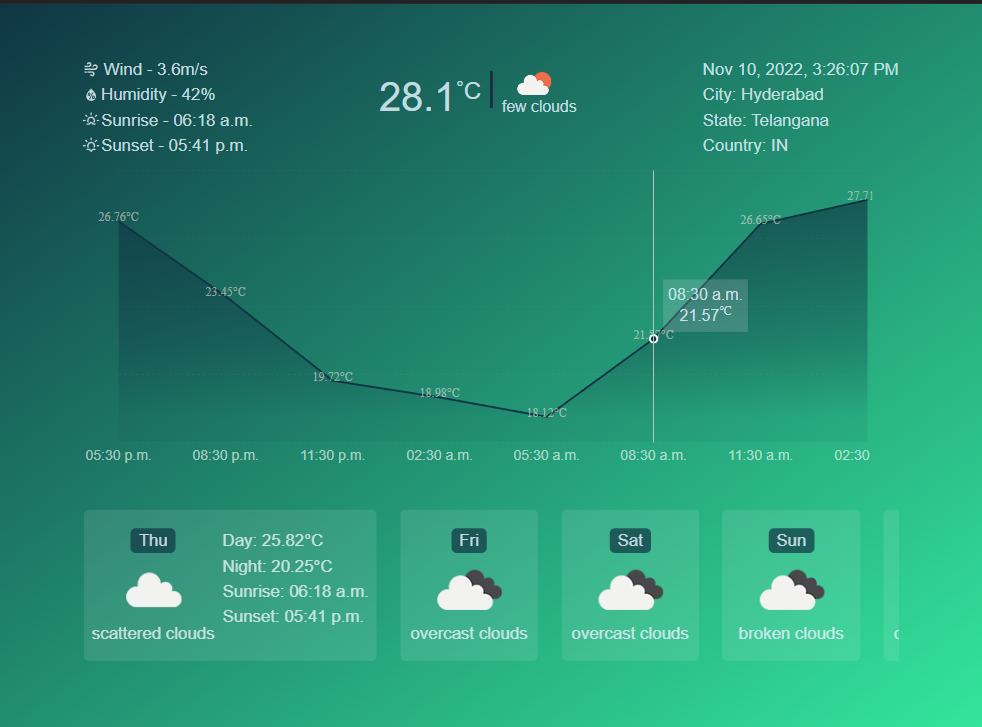 Wind - 3.6m/s
Humidity - 42%
Sunrise - 06:18 a.m.
Sunset - 05:41 p.m.
28.1°C
few clouds
Nov 10, 2022, 3:26:07 PM
City: Hyderabad
State: Telangana
Country: IN
26.76°C
23.45°C
19.72°C
18.98°C
18.12°C
21.57°C
26.65°C
27.71
08:30 a.m.
21.57°C
05:30 p.m.
08:30 p.m.
11:30 p.m.
02:30 a.m.
05:30 a.m.
08:30 a.m.
11:30 a.m.
02:30
Thu
scattered clouds
Day: 25.82°C
Night: 20.25°C
Sunrise: 06:18 a.m.
Sunset: 05:41 p.m.
Fri
overcast clouds
Sat
overcast clouds
Sun
broken clouds